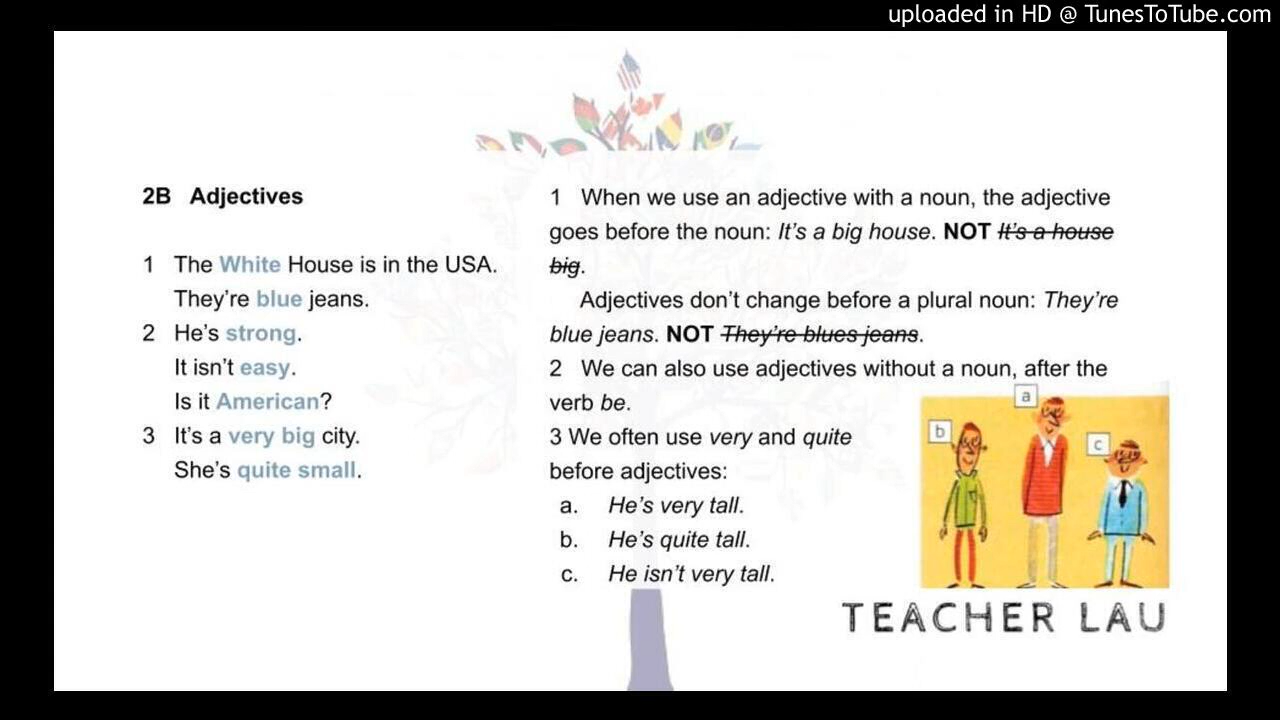 uploaded in HD @ TunesToTube.com
2B Adjectives
1 The White House is in the USA.
They're blue jeans.
2 He's strong.
It isn't easy.
Is it American?
3 It's a very big city.
She's quite small.
1 When we use an adjective with a noun, the adjective
goes before the noun: It's a big house. NOT It's a house
big.
Adjectives don't change before a plural noun: They're
blue jeans. NOT They're blues jeans.
2 We can also use adjectives without a noun, after the
verb be.
3 We often use very and quite
before adjectives:
a. He's very tall.
b. He's quite tall.
c. He isn't very tall.
a
b
c
TEACHER LAU